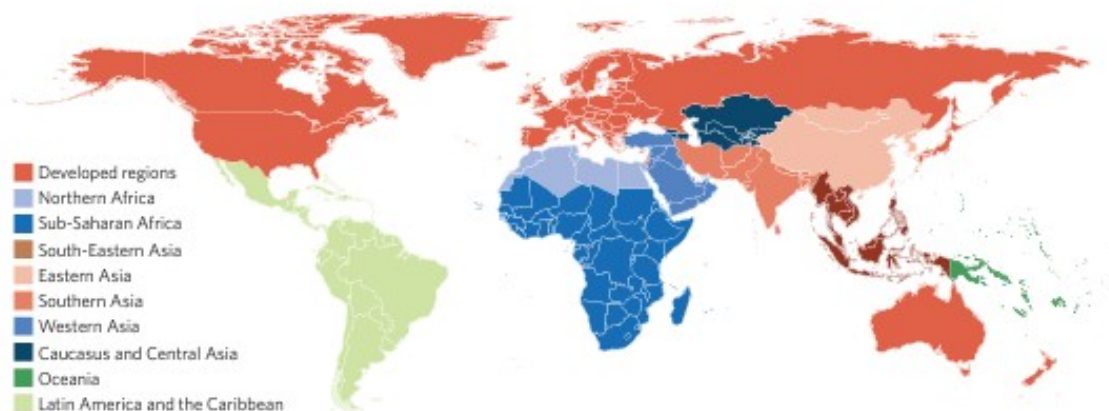 Developed regions
Northern Africa
Sub-Saharan Africa
South-Eastern Asia
Eastern Asia
Southern Asia
Western Asia
Caucasus and Central Asia
Oceania
Latin America and the Caribbean